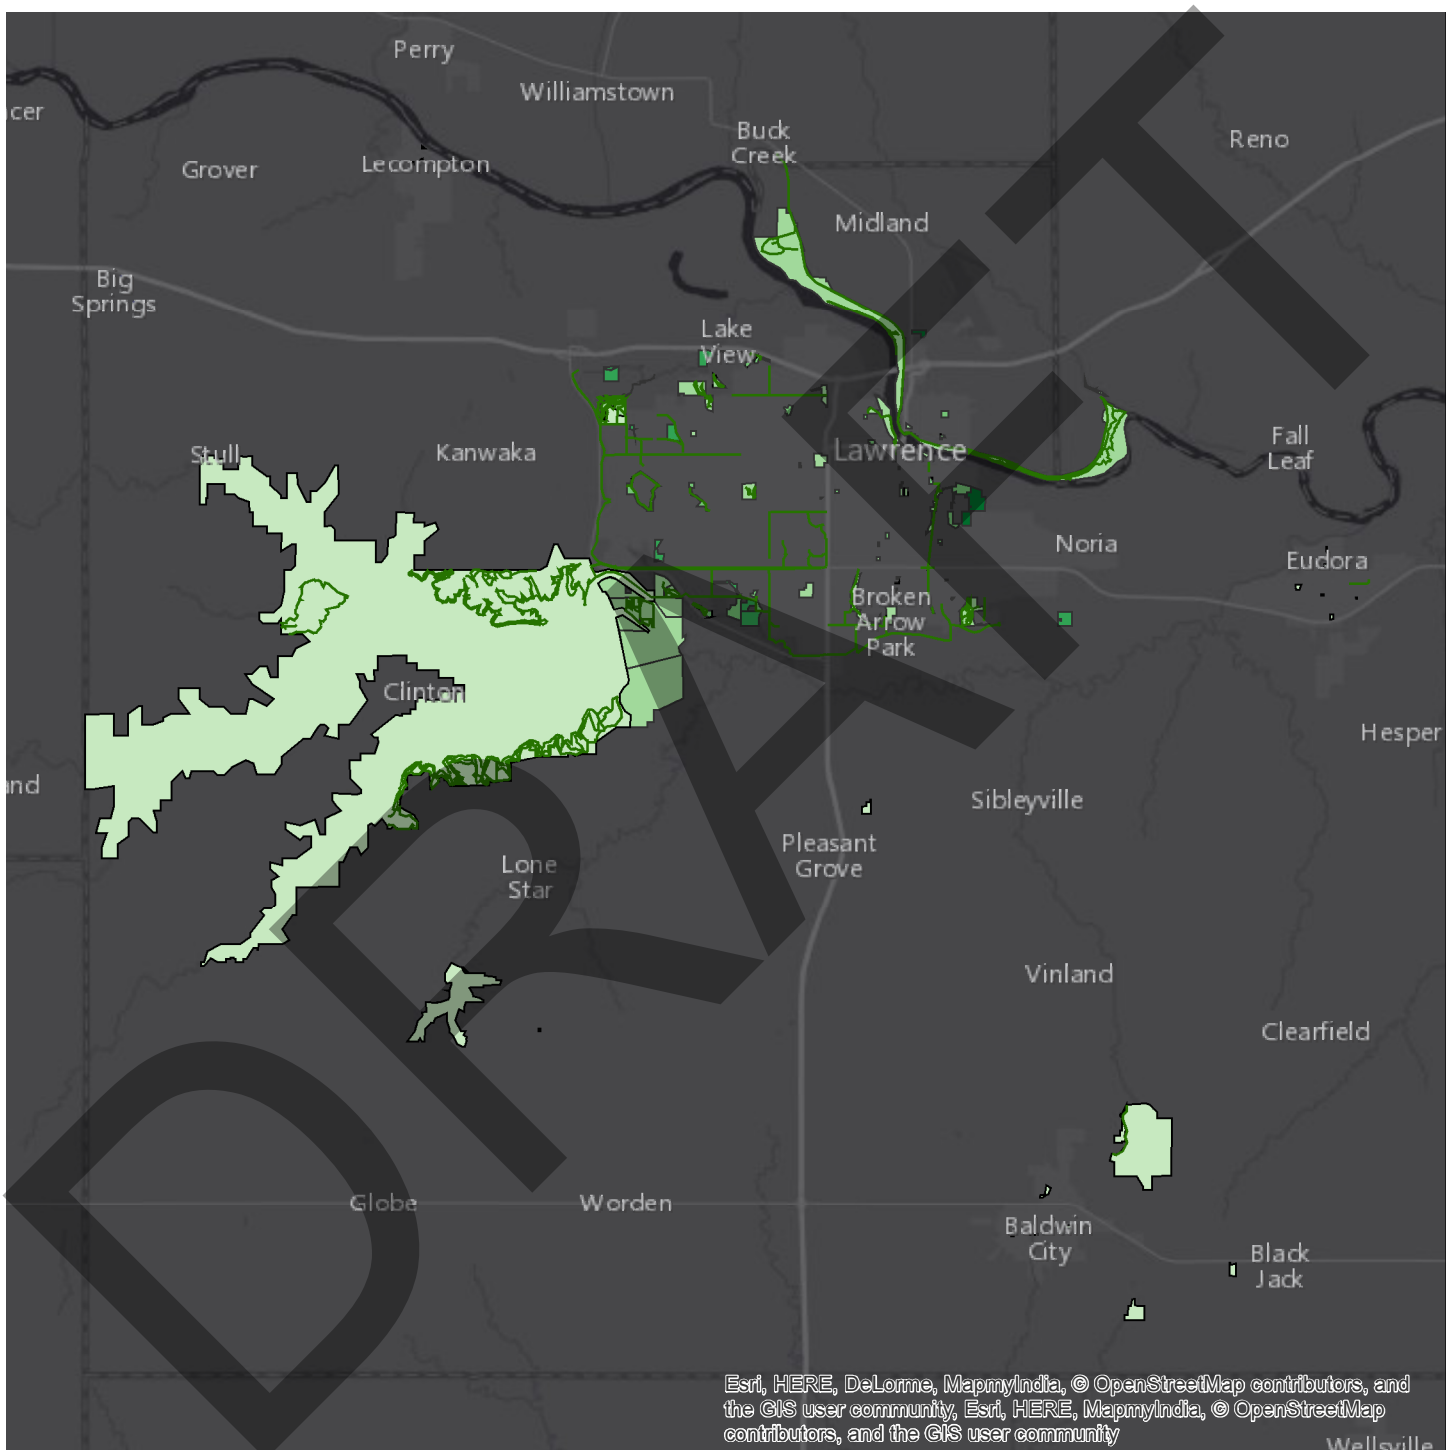 Perry
Williamstown
cer
Buck
Creek
Reno
Grover
Lecompton
Midland
Big
Springs
Lake
View
Stull
Kanwaka
Lawrence
Fall
Leaf
Noria
Eudora
Broken
Arrow
Park
Clinton
Hesper
and
Sibleyville
Pleasant
Grove
Lone
Star
Vinland
Clearfield
Globe
Worden
Baldwin
City
Black
Jack
DRAFT
Esri, HERE, DeLorme, MapmyIndia, © OpenStreetMap contributors, and
the GIS user community, Esri, HERE, MapmyIndia, © OpenStreetMap
contributors, and the GIS user community
Wellsville